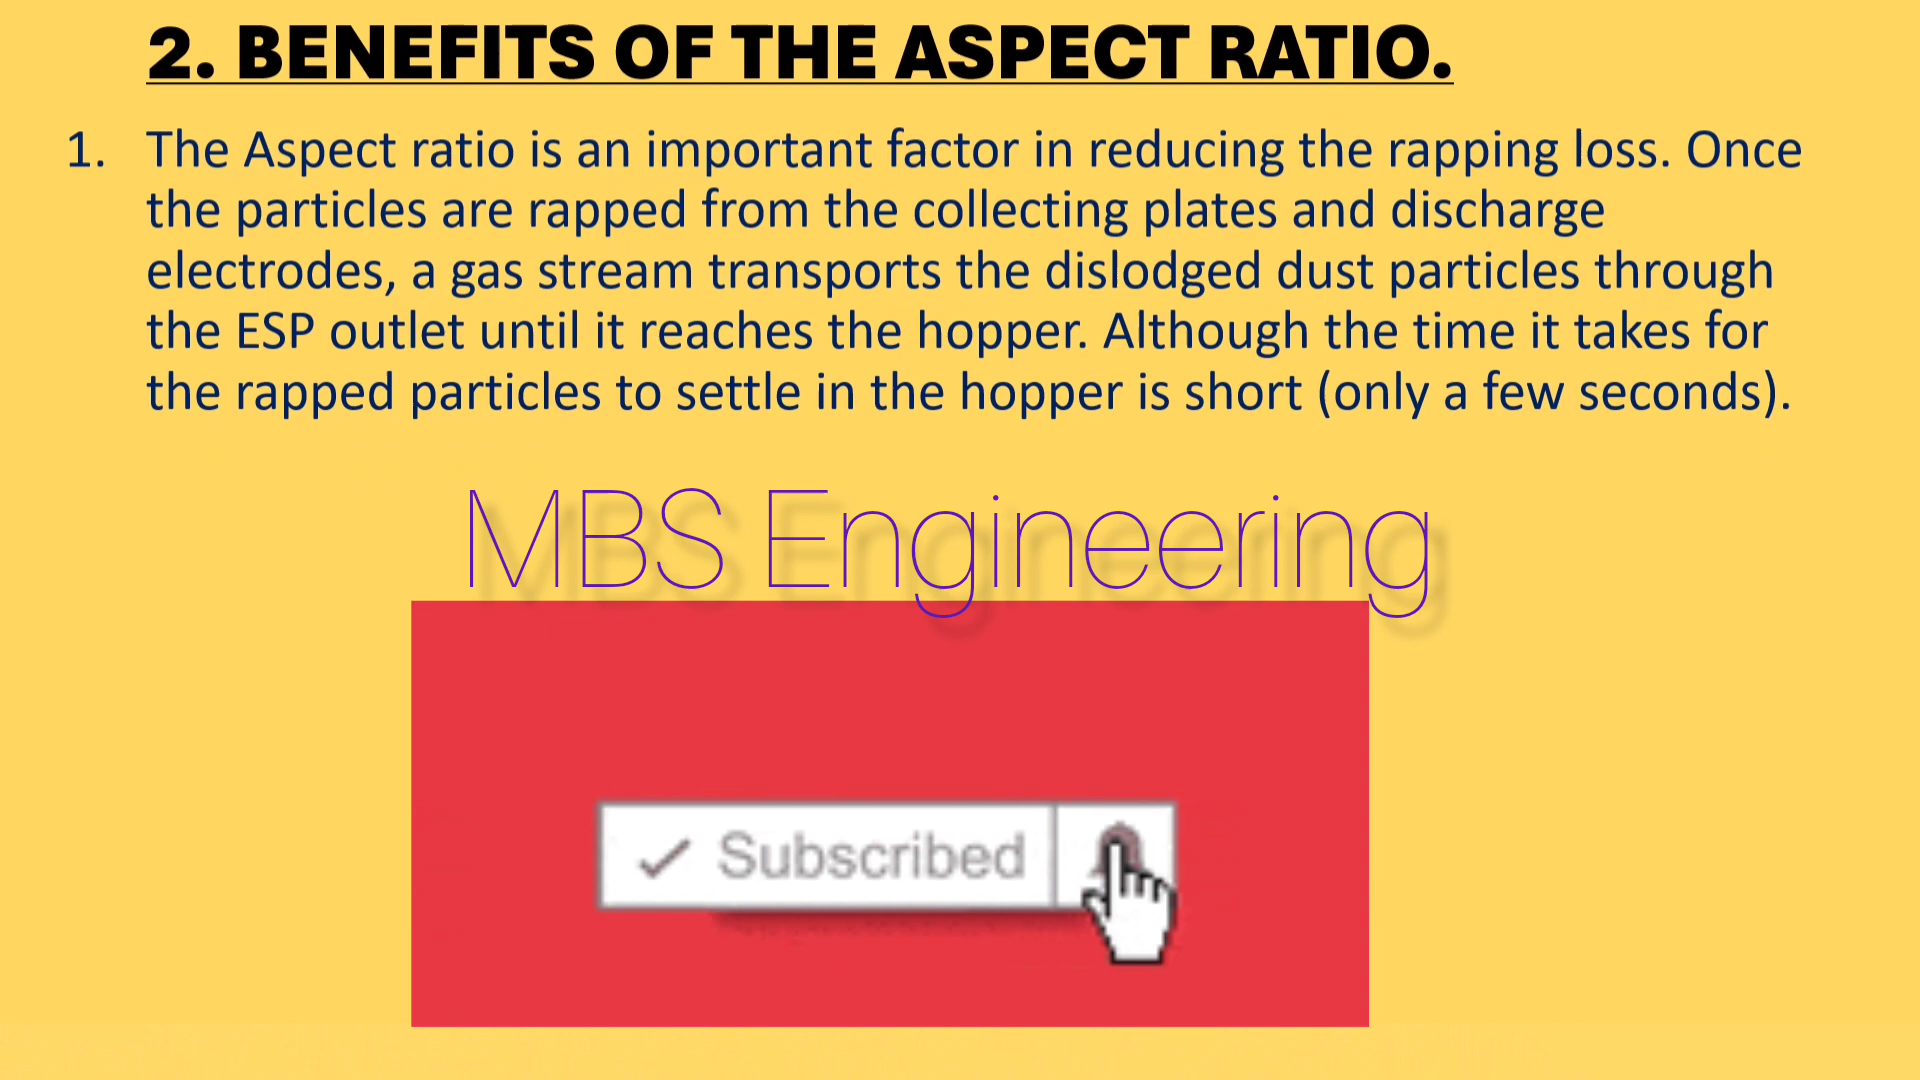 2. BENEFITS OF THE ASPECT RATIO.
1. The Aspect ratio is an important factor in reducing the rapping loss. Once
the particles are rapped from the collecting plates and discharge
electrodes, a gas stream transports the dislodged dust particles through
the ESP outlet until it reaches the hopper. Although the time it takes for
the rapped particles to settle in the hopper is short (only a few seconds).
MBS Engineering
Subscribed